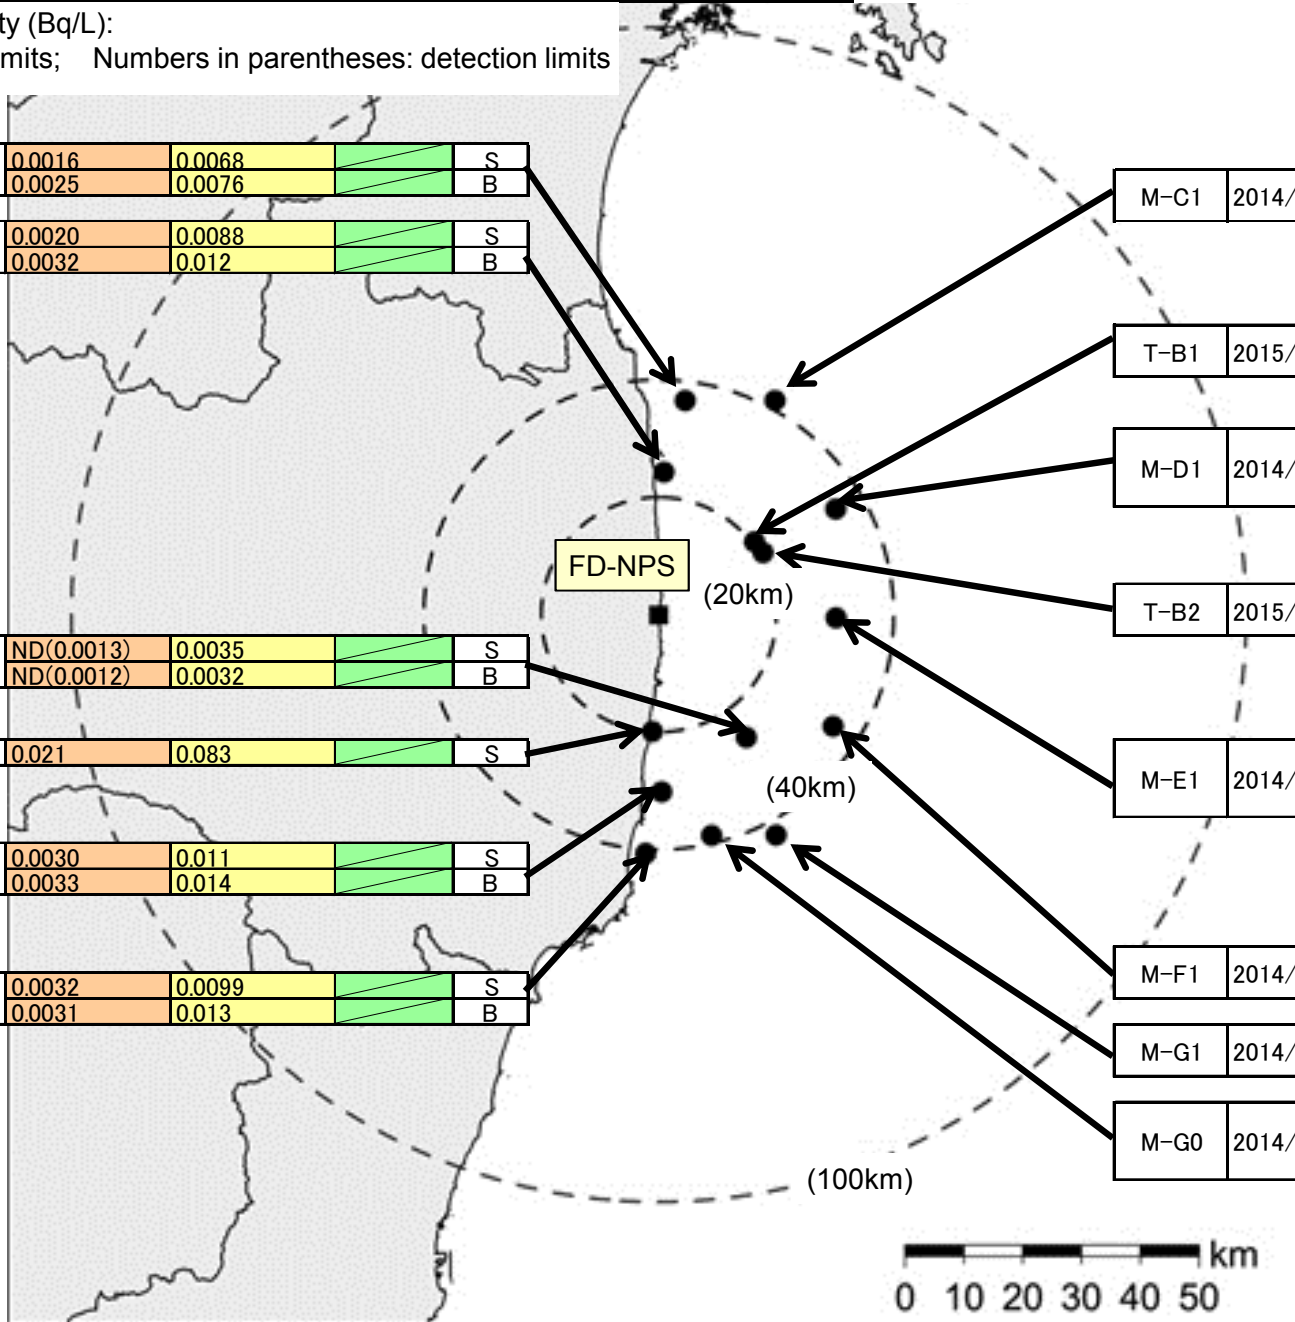 ty (Bq/L):
mits; Numbers in parentheses: detection limits
0.0016 0.0068 S
0.0025 0.0076 B
M-C1 2014/
0.0020 0.0088 S
0.0032 0.012 B
T-B1 2015/
M-D1 2014/
FD-NPS
(20km)
T-B2 2015/
ND(0.0013) 0.0035 S
ND(0.0012) 0.0032 B
0.021 0.083 S
(40km)
M-E1 2014/
0.0030 0.011 S
0.0033 0.014 B
M-F1 2014/
0.0032 0.0099 S
0.0031 0.013 B
M-G1 2014/
M-G0 2014/
(100km)
km
0 10 20 30 40 50